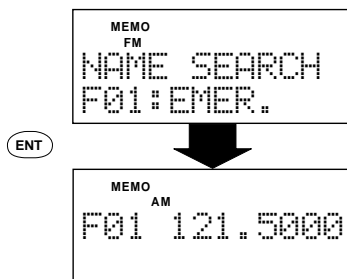 MEMO
FM
NAME SEARCH
F01:EMER.
ENT
MEMO
AM
F01 121.5000